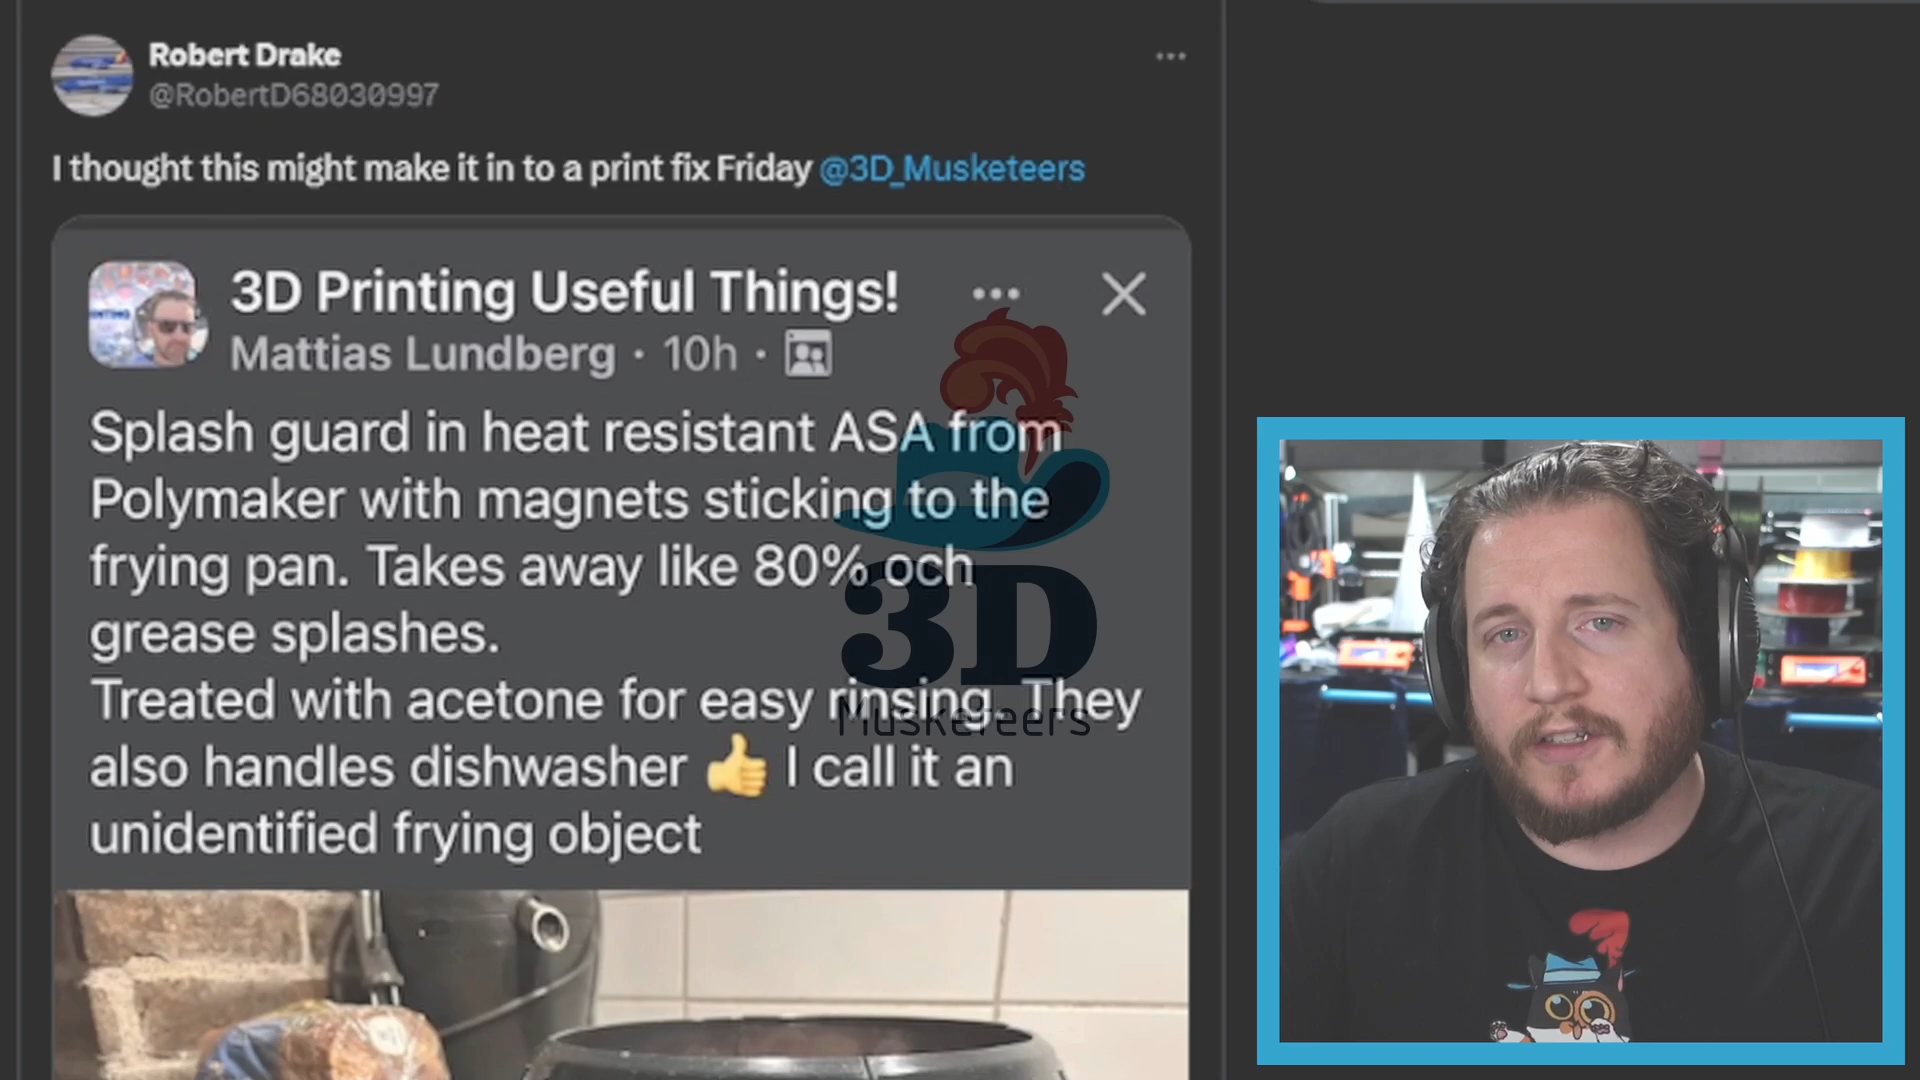 Robert Drake
@RobertD68030997
I thought this might make it in to a print fix Friday @3D_Musketeers
3D Printing Useful Things!
Mattias Lundberg · 10h ·
Splash guard in heat resistant ASA from
Polymaker with magnets sticking to the
frying pan. Takes away like 80% och
grease splashes.
Treated with acetone for easy rinsing. They
also handles dishwasher 👍 I call it an
unidentified frying object
3D
Musketeers